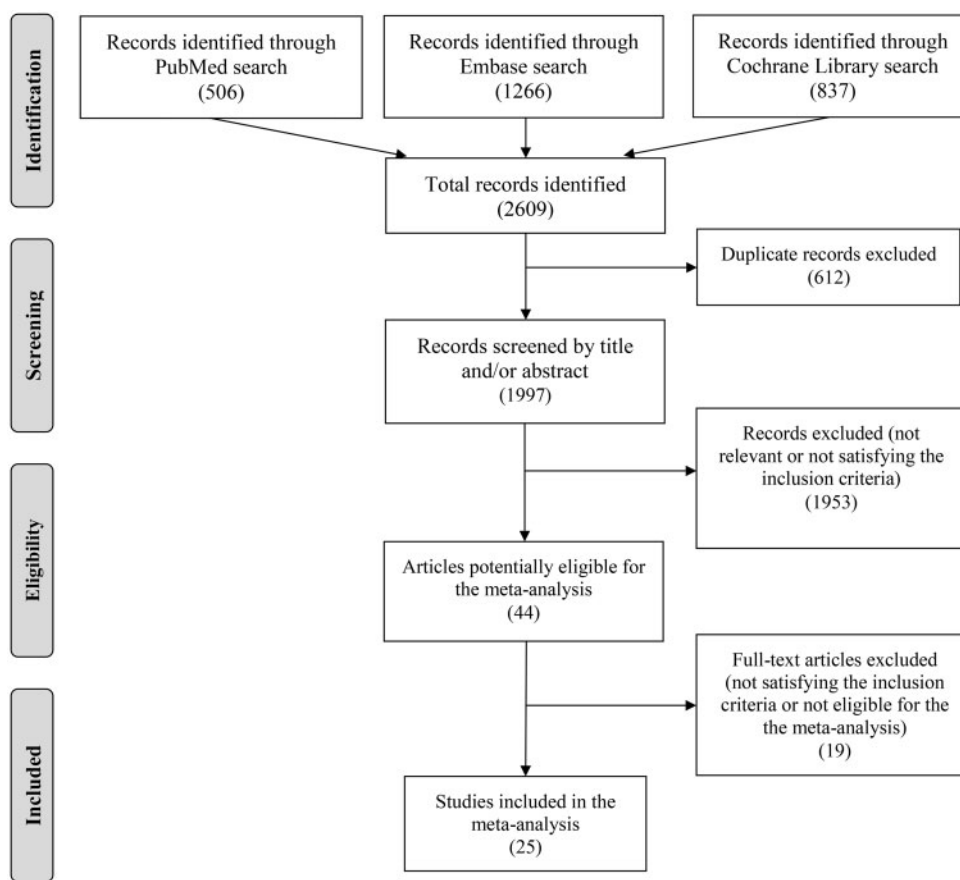 Identification
Records identified through
PubMed search
(506)
Records identified through
Embase search
(1266)
Records identified through
Cochrane Library search
(837)
Total records identified
(2609)
Screening
Duplicate records excluded
(612)
Records screened by title
and/or abstract
(1997)
Records excluded (not
relevant or not satisfying the
inclusion criteria)
(1953)
Eligibility
Articles potentially eligible for
the meta-analysis
(44)
Full-text articles excluded
(not satisfying the inclusion
criteria or not eligible for the
the meta-analysis)
(19)
Included
Studies included in the
meta-analysis
(25)